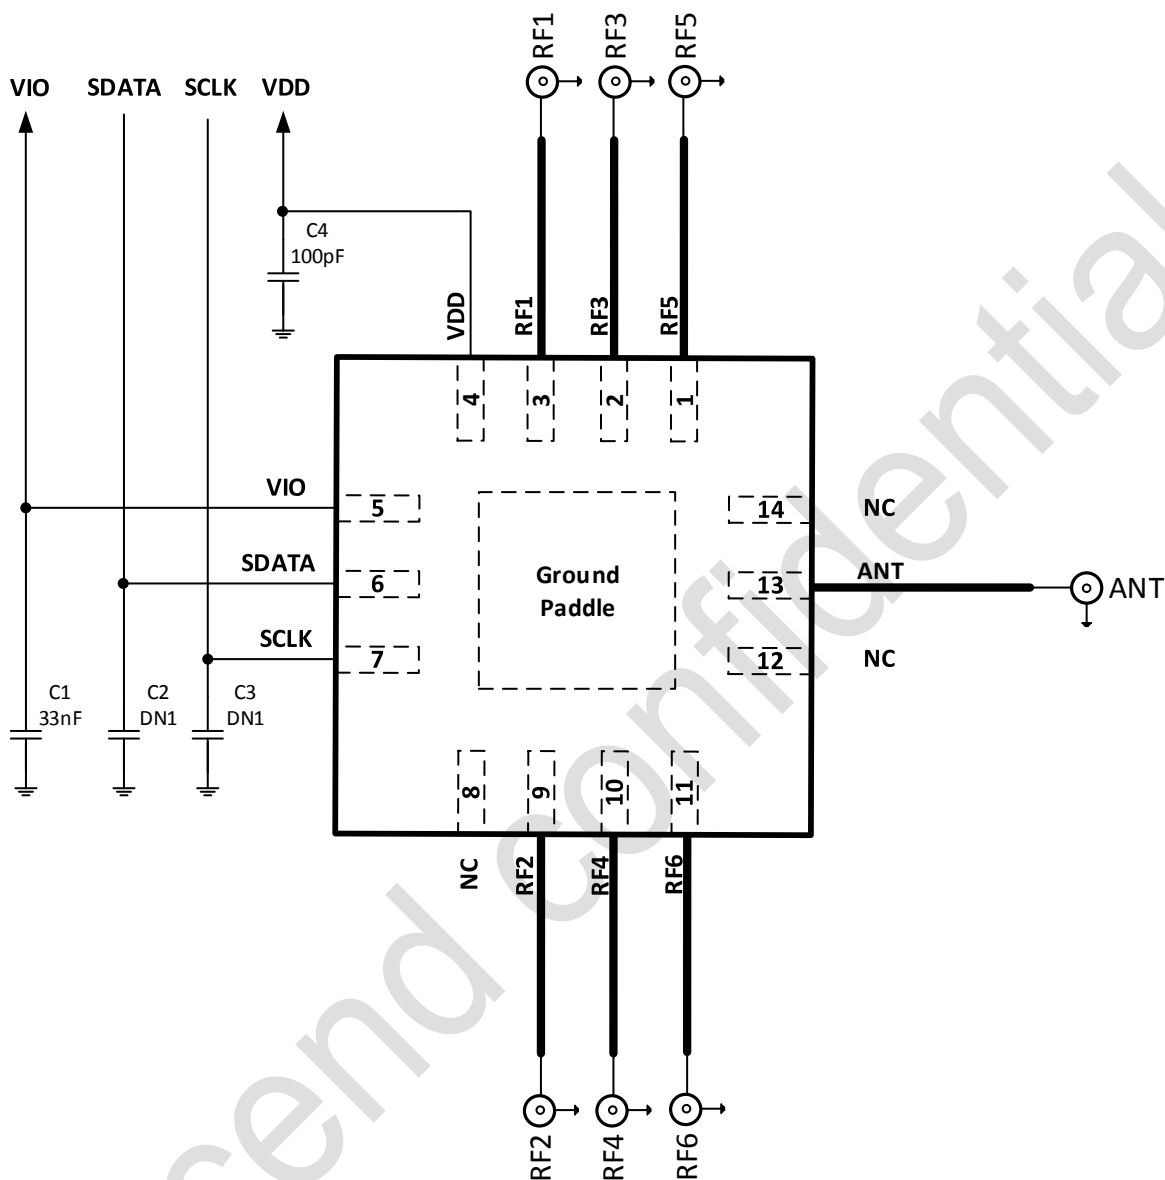 RF1
RF3
RF5
VIO
SDATA
SCLK
VDD
C4
100pF
VDD
RF1
RF3
RF5
4
3
2
1
VIO
5
14
NC
SDATA
6
Ground
Paddle
13
ANT
ANT
SCLK
7
12
NC
C1
33nF
C2
DN1
C3
DN1
8
9
10
11
NC
RF2
RF4
RF6
RF2
RF4
RF6
cend confidential